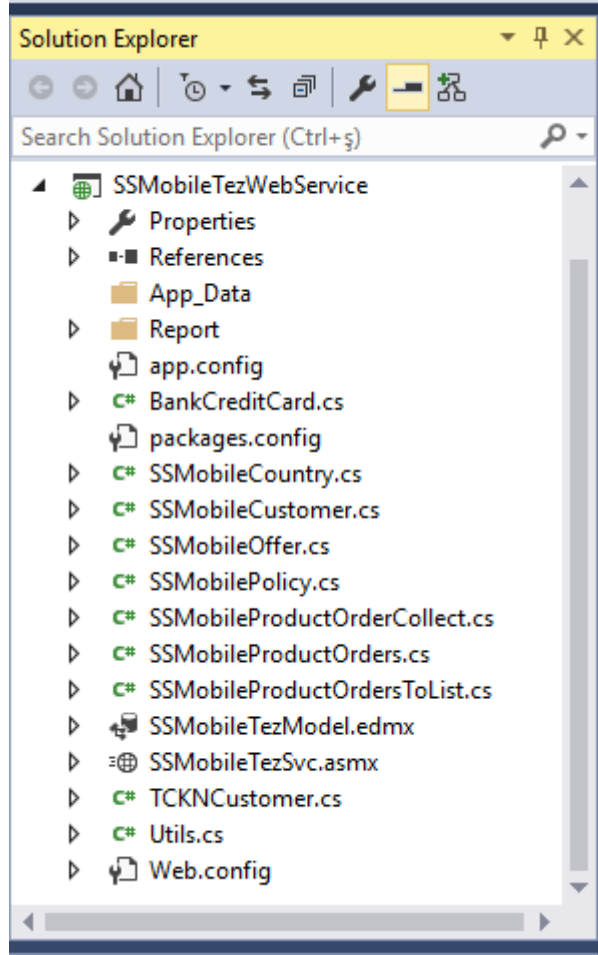 Solution Explorer
Search Solution Explorer (Ctrl+ş)
SSMobileTezWebService
Properties
References
App_Data
Report
app.config
C# BankCreditCard.cs
packages.config
C# SSMobileCountry.cs
C# SSMobileCustomer.cs
C# SSMobileOffer.cs
C# SSMobilePolicy.cs
C# SSMobileProductOrderCollect.cs
C# SSMobileProductOrders.cs
C# SSMobileProductOrdersToList.cs
SSMobileTezModel.edmx
SSMobileTezSvc.asmx
C# TCKNCustomer.cs
C# Utils.cs
Web.config